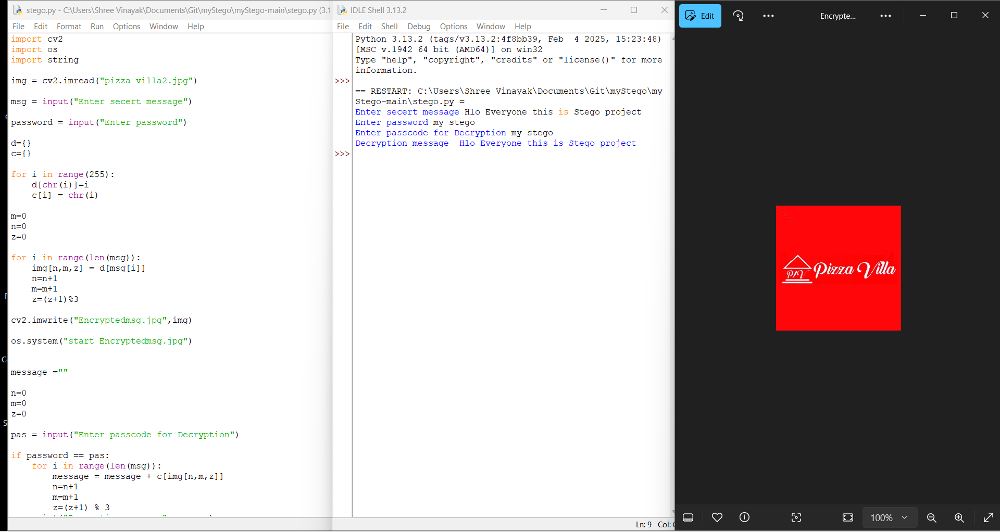 stego.py - C:\Users\Shree Vinayak\Documents\Git\myStego\myStego-main\stego.py (3.1
File Edit Format Run Options Window Help
import cv2
import os
import string
img = cv2.imread("pizza villa2.jpg")
msg = input("Enter secert message")
password = input("Enter password")
d={}
c={}
for i in range(255):
    d[chr(i)]=i
    c[i] = chr(i)
m=0
n=0
z=0
for i in range(len(msg)):
    img[n,m,z] = d[msg[i]]
    n=n+1
    m=m+1
    z=(z+1)%3
cv2.imwrite("Encryptedmsg.jpg",img)
os.system("start Encryptedmsg.jpg")
message =""
n=0
m=0
z=0
pas = input("Enter passcode for Decryption")
if password == pas:
    for i in range(len(msg)):
        message = message + c[img[n,m,z]]
        n=n+1
        m=m+1
        z=(z+1) % 3
IDLE Shell 3.13.2
File Edit Shell Debug Options Window Help
Python 3.13.2 (tags/v3.13.2:4f8bb39, Feb  4 2025, 15:23:48)
[MSC v.1942 64 bit (AMD64)] on win32
Type "help", "copyright", "credits" or "license()" for more
information.
>>>
== RESTART: C:\Users\Shree Vinayak\Documents\Git\myStego\my
Stego-main\stego.py =
Enter secert message Hlo Everyone this is Stego project
Enter password my stego
Enter passcode for Decryption my stego
Decryption message  Hlo Everyone this is Stego project
>>>
Ln: 9 Col:
Edit
Encrypte...
P/V Pizza Villa
100%